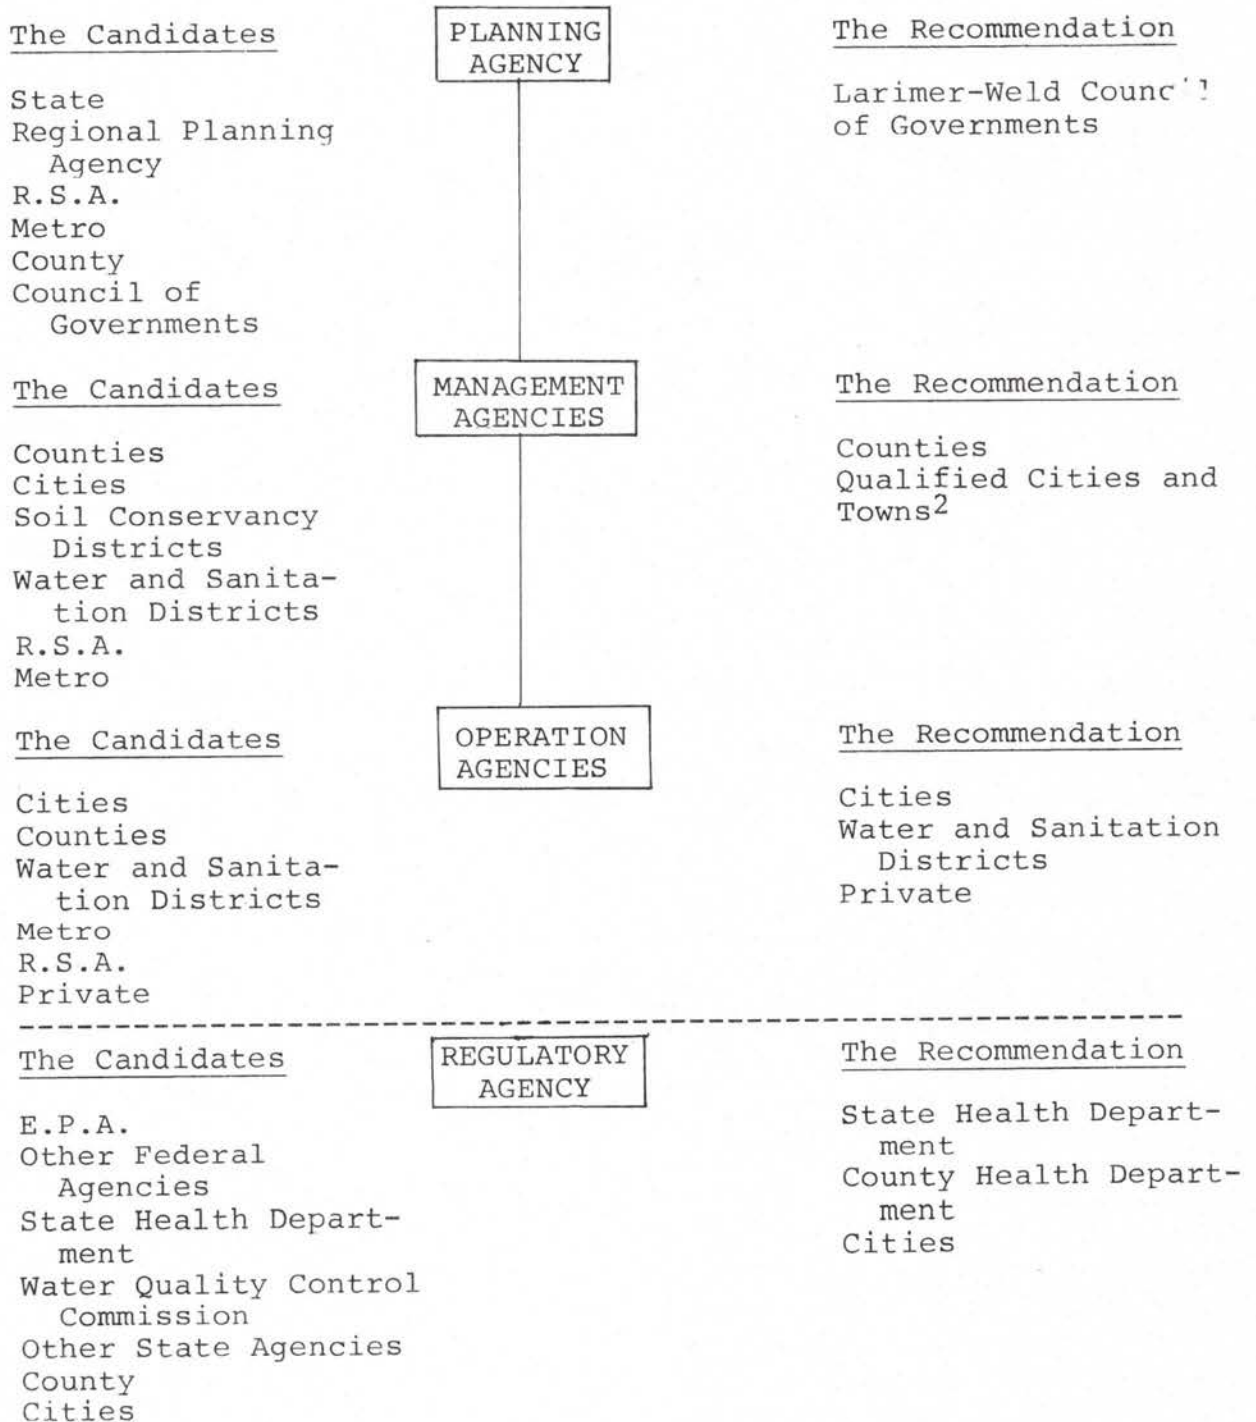 The Candidates
PLANNING
AGENCY
The Recommendation
State
Regional Planning
Agency
R.S.A.
Metro
County
Council of
Governments
Larimer-Weld
of Governments
The Candidates
MANAGEMENT
AGENCIES
The Recommendation
Counties
Cities
Soil Conservancy
Districts
Water and Sanita-
tion Districts
R.S.A.
Metro
Counties
Qualified Cities and
Towns2
The Candidates
OPERATION
AGENCIES
The Recommendation
Cities
Counties
Water and Sanita-
tion Districts
Metro
R.S.A.
Private
Cities
Water and Sanitation
Districts
Private
The Candidates
REGULATORY
AGENCY
The Recommendation
E.P.A.
Other Federal
Agencies
State Health Depart-
ment
Water Quality Control
Commission
Other State Agencies
County
Cities
State Health Depart-
ment
County Health Depart-
ment
Cities